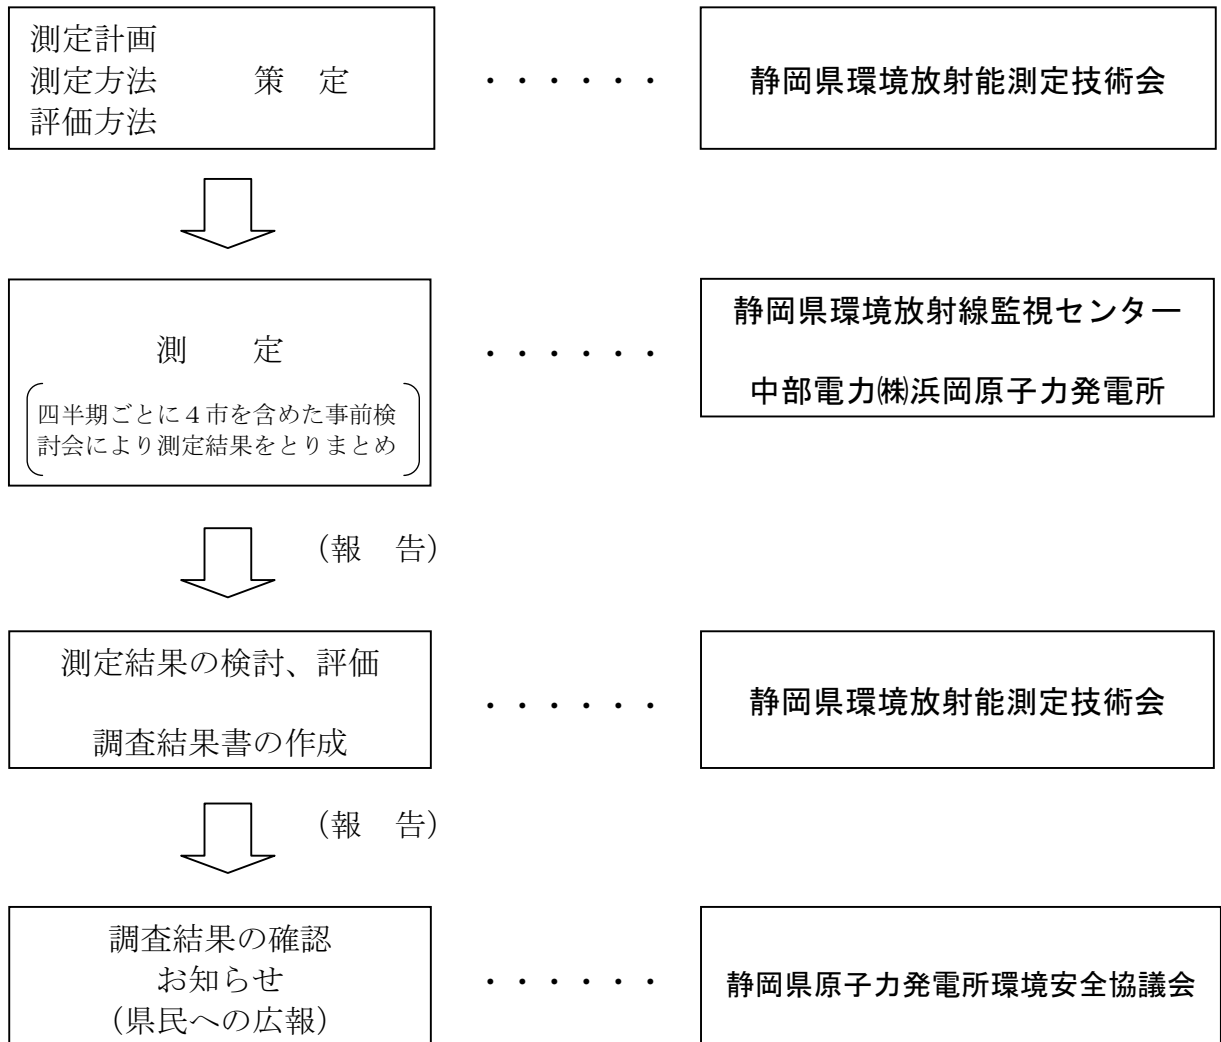 測定計画
測定方法　　　策　定
評価方法
・・・・・・
静岡県環境放射能測定技術会
測　　定
四半期ごとに４市を含めた事前検
討会により測定結果をとりまとめ
・・・・・・
静岡県環境放射線監視センター
中部電力㈱浜岡原子力発電所
（報　告）
測定結果の検討、評価
調査結果書の作成
・・・・・・
静岡県環境放射能測定技術会
（報　告）
調査結果の確認
お知らせ
（県民への広報）
・・・・・・
静岡県原子力発電所環境安全協議会